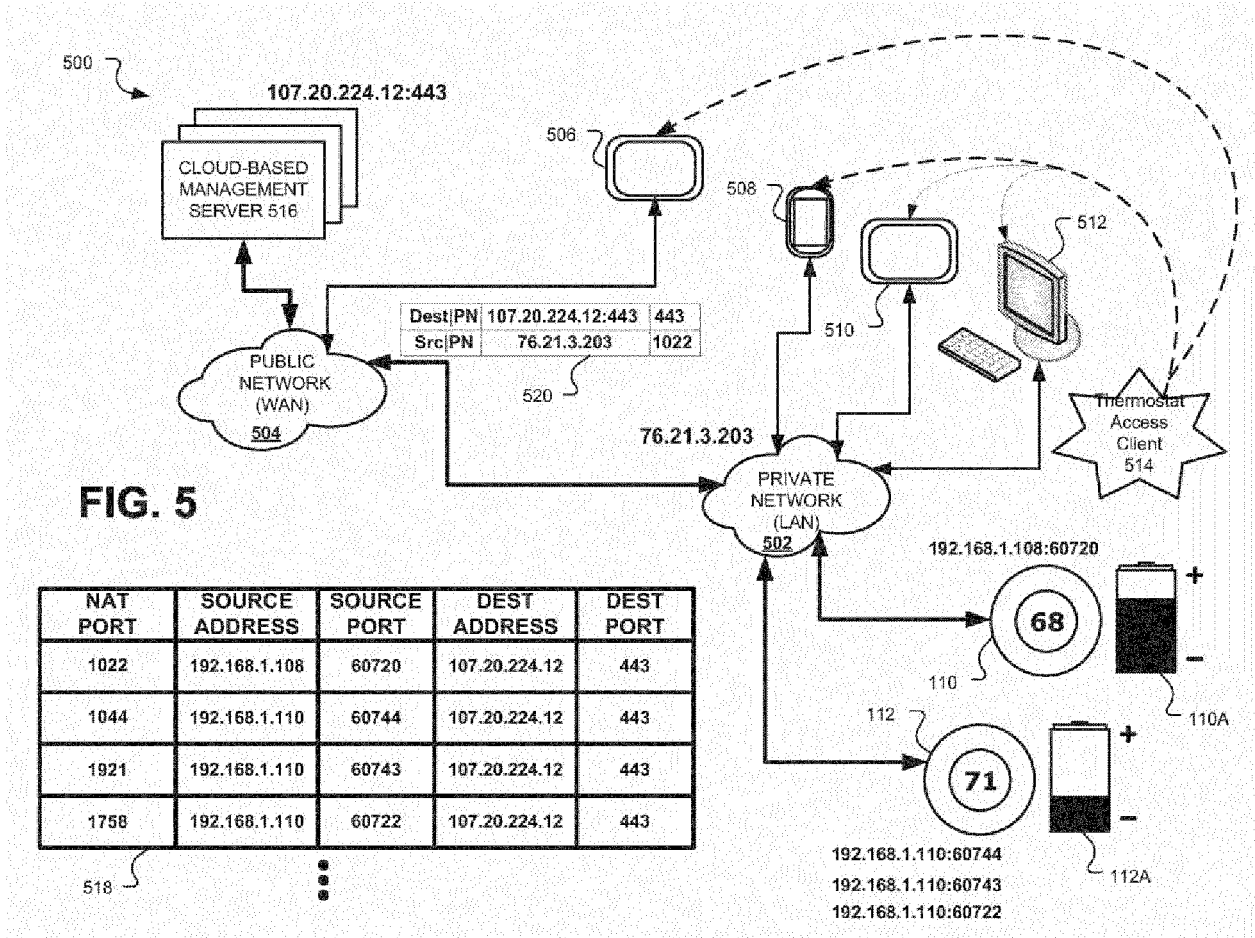 500
107.20.224.12:443
CLOUD-BASED
MANAGEMENT
SERVER 516
506
508
510
512
Dest|PN 107.20.224.12:443 443
Src|PN 76.21.3.203 1022
520
PUBLIC
NETWORK
(WAN)
504
76.21.3.203
PRIVATE
NETWORK
(LAN)
502
Thermostat
Access
Client
514
FIG. 5
192.168.1.108:60720
68
+
−
110
110A
112
71
+
−
112A
192.168.1.110:60744
192.168.1.110:60743
192.168.1.110:60722
NAT PORT SOURCE ADDRESS SOURCE PORT DEST ADDRESS DEST PORT
1022 192.168.1.108 60720 107.20.224.12 443
1044 192.168.1.110 60744 107.20.224.12 443
1921 192.168.1.110 60743 107.20.224.12 443
1758 192.168.1.110 60722 107.20.224.12 443
518